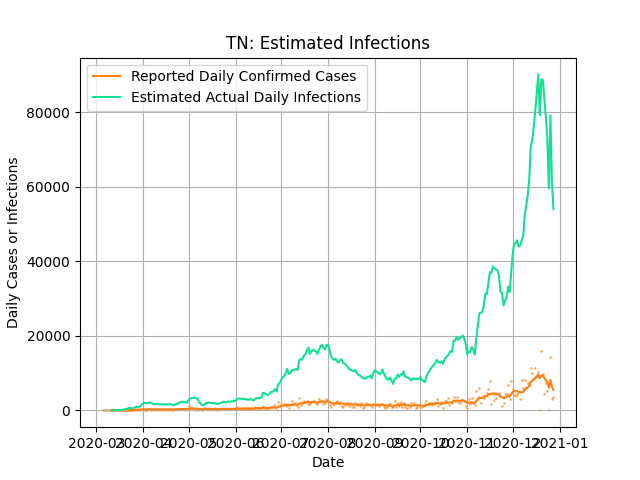 TN: Estimated Infections
Reported Daily Confirmed Cases
Estimated Actual Daily Infections
Daily Cases or Infections
80000
60000
40000
20000
0
2020-03 2020-04 2020-05 2020-06 2020-07 2020-08 2020-09 2020-10 2020-11 2020-12 2021-01
Date